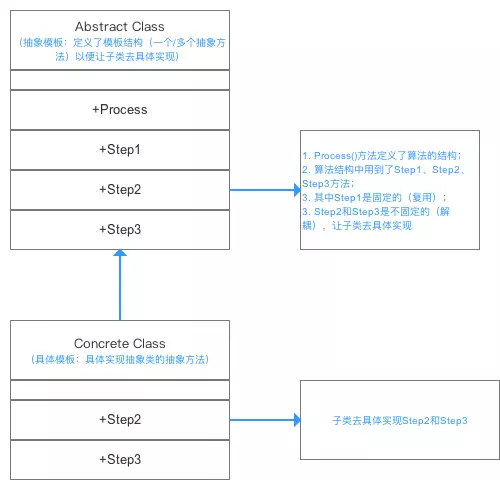 Abstract Class
（抽象模板：定义了模板结构（一个/多个抽象方
法）以便让子类去具体实现）
+Process
+Step1
+Step2
+Step3
1. Process()方法定义了算法的结构；
2. 算法结构中用到了Step1、Step2、
Step3方法；
3. 其中Step1是固定的（复用）；
3. Step2和Step3是不固定的（解
耦），让子类去具体实现
Concrete Class
（具体模板：具体实现抽象类的抽象方法）
+Step2
+Step3
子类去具体实现Step2和Step3